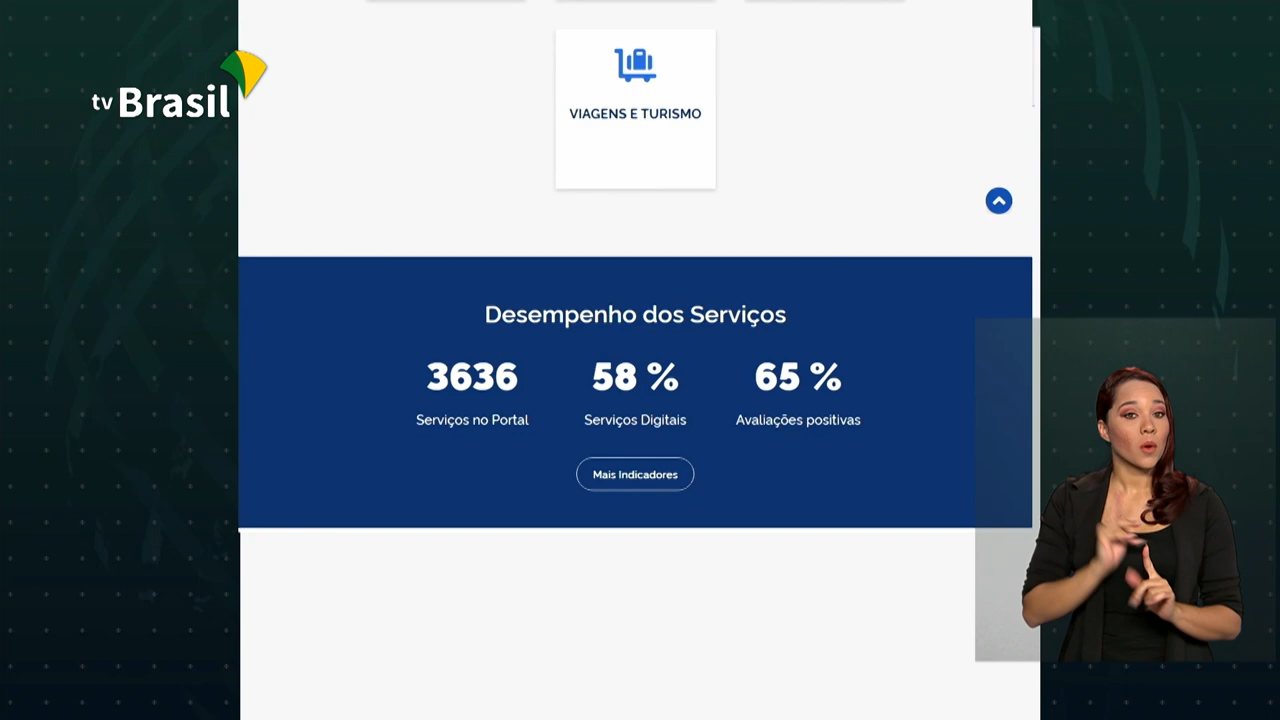 tv Brasil
VIAGENS E TURISMO
Desempenho dos Serviços
3636
58 %
65 %
Serviços no Portal
Serviços Digitais
Avaliações positivas
Mais Indicadores